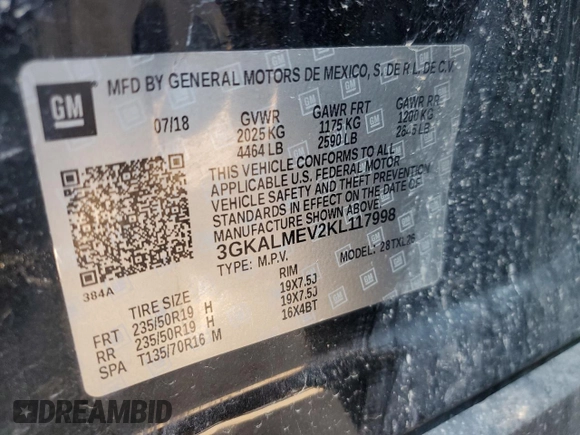 MFD BY GENERAL MOTORS DE MEXICO, S. DE R L. DE C.V.
GM
07/18 GVWR GAWR FRT GAWR RR
2025 KG 1175 KG 1200 KG
4464 LB 2590 LB 2645 LB
THIS VEHICLE CONFORMS TO ALL
APPLICABLE U.S. FEDERAL MOTOR
VEHICLE SAFETY AND THEFT PREVENTION
STANDARDS IN EFFECT ON THE DATE OF
MANUFACTURE SHOWN ABOVE.
3GKALMEV2KL117998
TYPE: M.P.V. MODEL: 28TXL26
384A
TIRE SIZE RIM
FRT 235/50R19 H 19X7.5J
RR 235/50R19 H 19X7.5J
SPA T135/70R16 M 16X4BT
DREAMBID